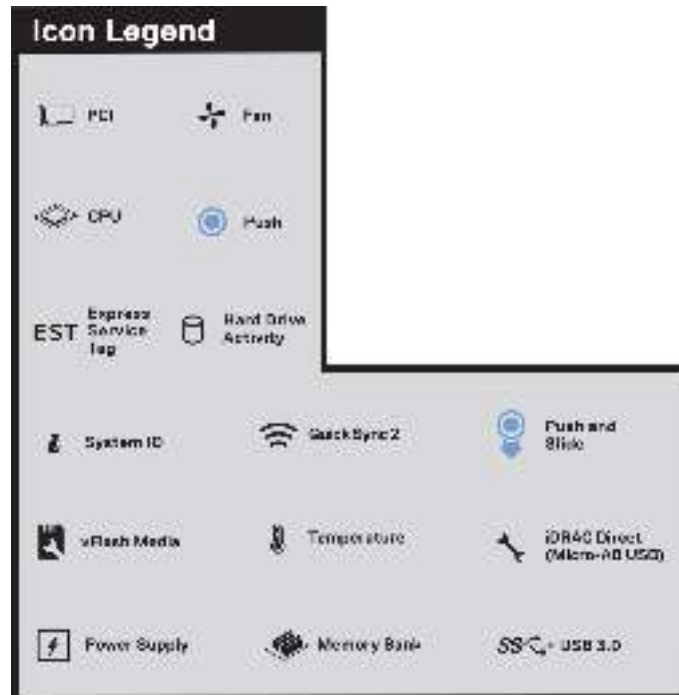 Icon Legend
PCI
Fan
CPU
Push
EST
Express
Service
Tag
Hard Drive
Activity
System ID
Quick Sync 2
Push and
Slide
vFlash Media
Temperature
iDRAC Direct
(Micro-AB USB)
Power Supply
Memory Bank
SS
USB 3.0